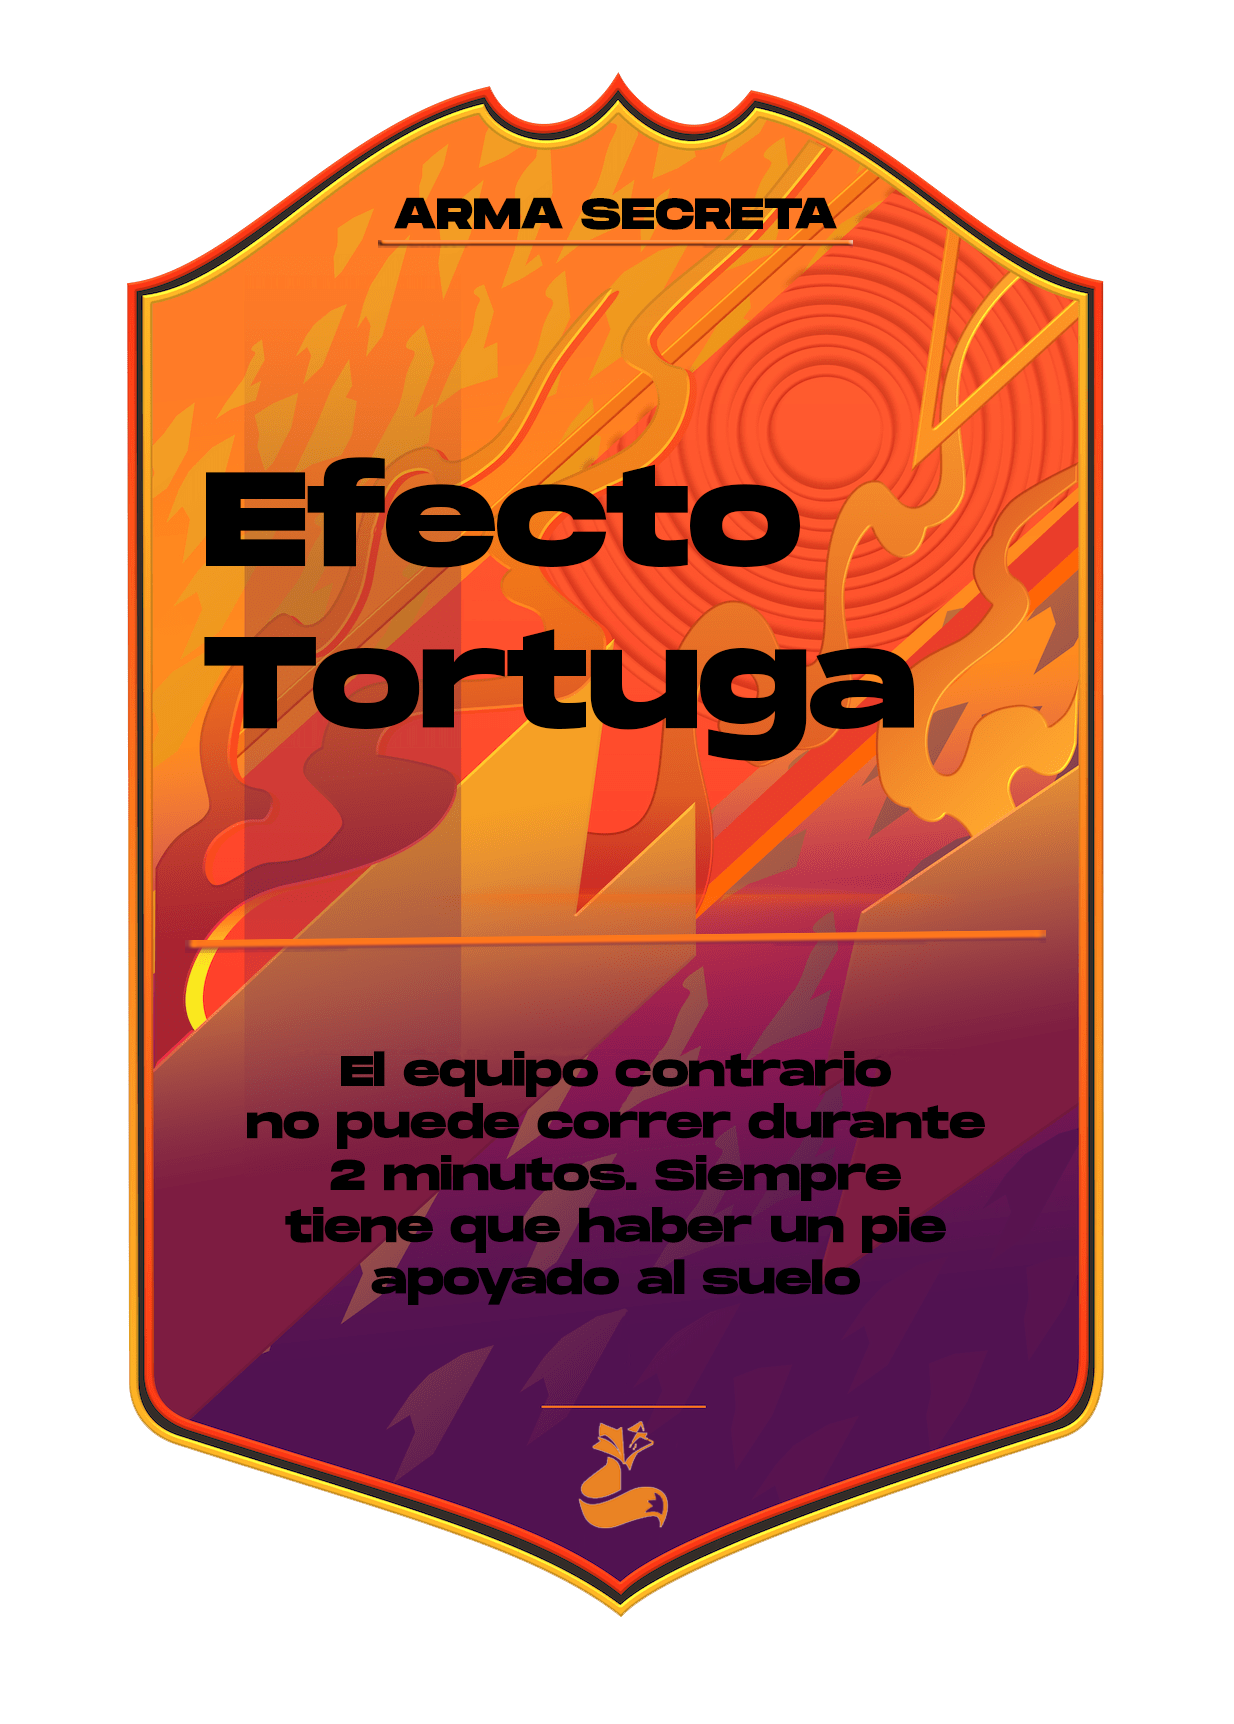 ARMA SECRETA
Efecto
Tortuga
El equipo contrario
no puede correr durante
2 minutos. Siempre
tiene que haber un pie
apoyado al suelo